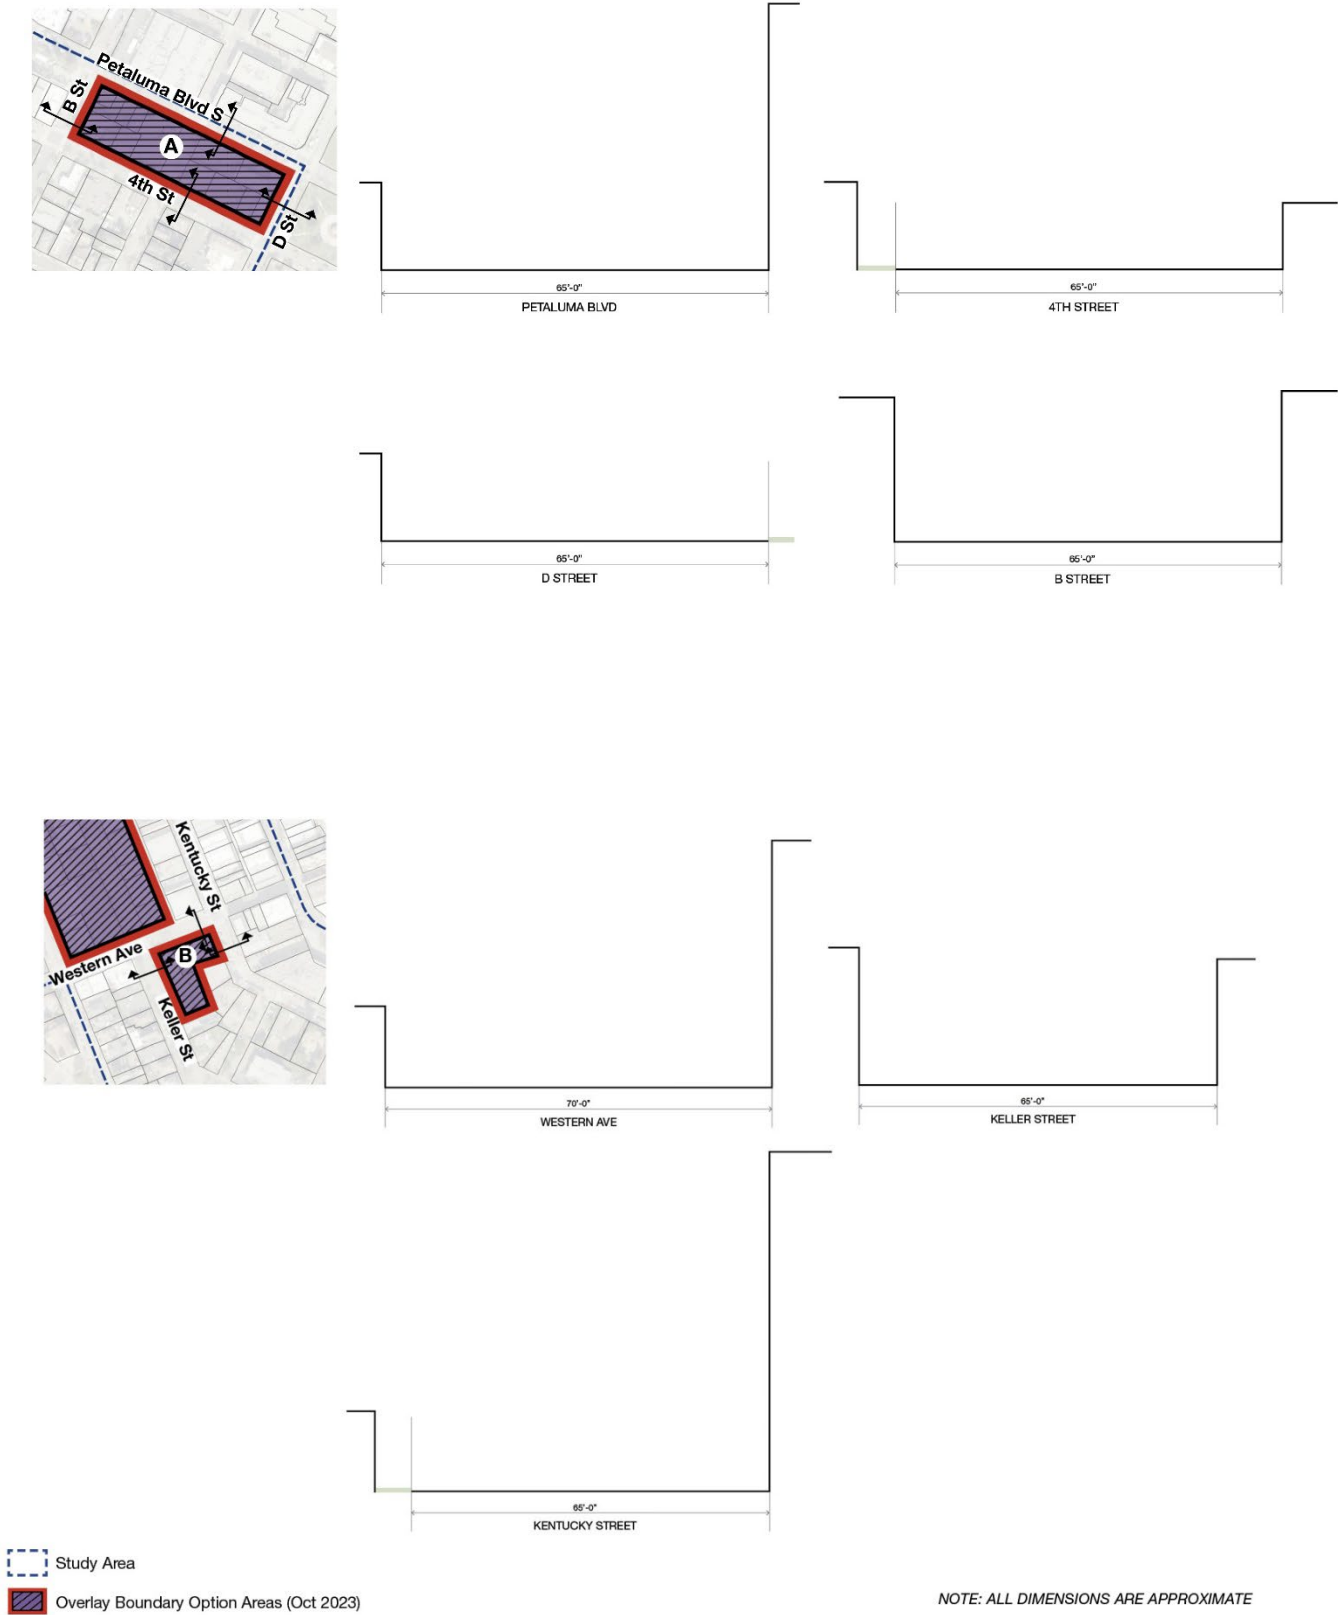 Petaluma Blvd S
B St
A
4th St
D St
65'-0"
PETALUMA BLVD
65'-0"
4TH STREET
65'-0"
D STREET
65'-0"
B STREET
Kentucky St
Western Ave
B
Keller St
70'-0"
WESTERN AVE
65'-0"
KELLER STREET
65'-0"
KENTUCKY STREET
Study Area
Overlay Boundary Option Areas (Oct 2023)
NOTE: ALL DIMENSIONS ARE APPROXIMATE